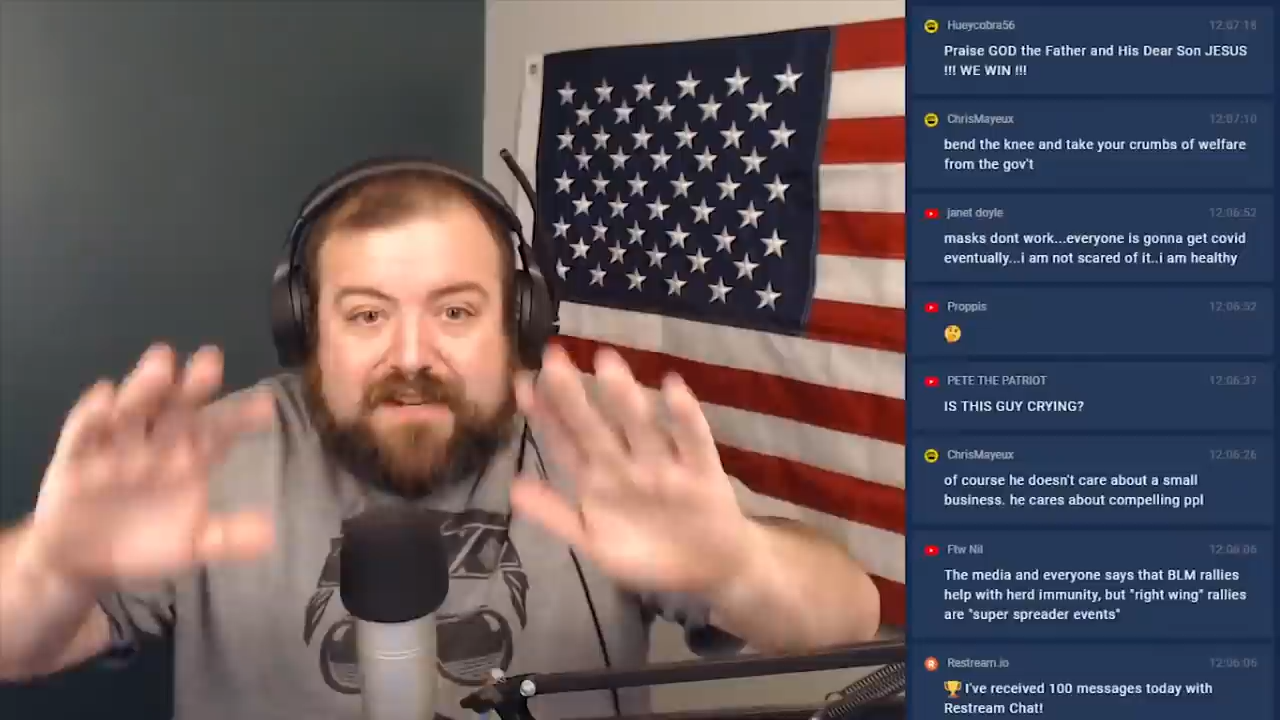 Hueycobra56 12:07:18
Praise GOD the Father and His Dear Son JESUS
!!! WE WIN !!!
ChrisMayeux 12:07:10
bend the knee and take your crumbs of welfare
from the gov't
janet doyle 12:06:52
masks dont work...everyone is gonna get covid
eventually...i am not scared of it..i am healthy
Proppis 12:06:52
🤔
PETE THE PATRIOT 12:06:37
IS THIS GUY CRYING?
ChrisMayeux 12:06:26
of course he doesn't care about a small
business. he cares about compelling ppl
Ftw Nil 12:06:06
The media and everyone says that BLM rallies
help with herd immunity, but "right wing" rallies
are "super spreader events"
Restream.io 12:06:06
🏆 I've received 100 messages today with
Restream Chat!